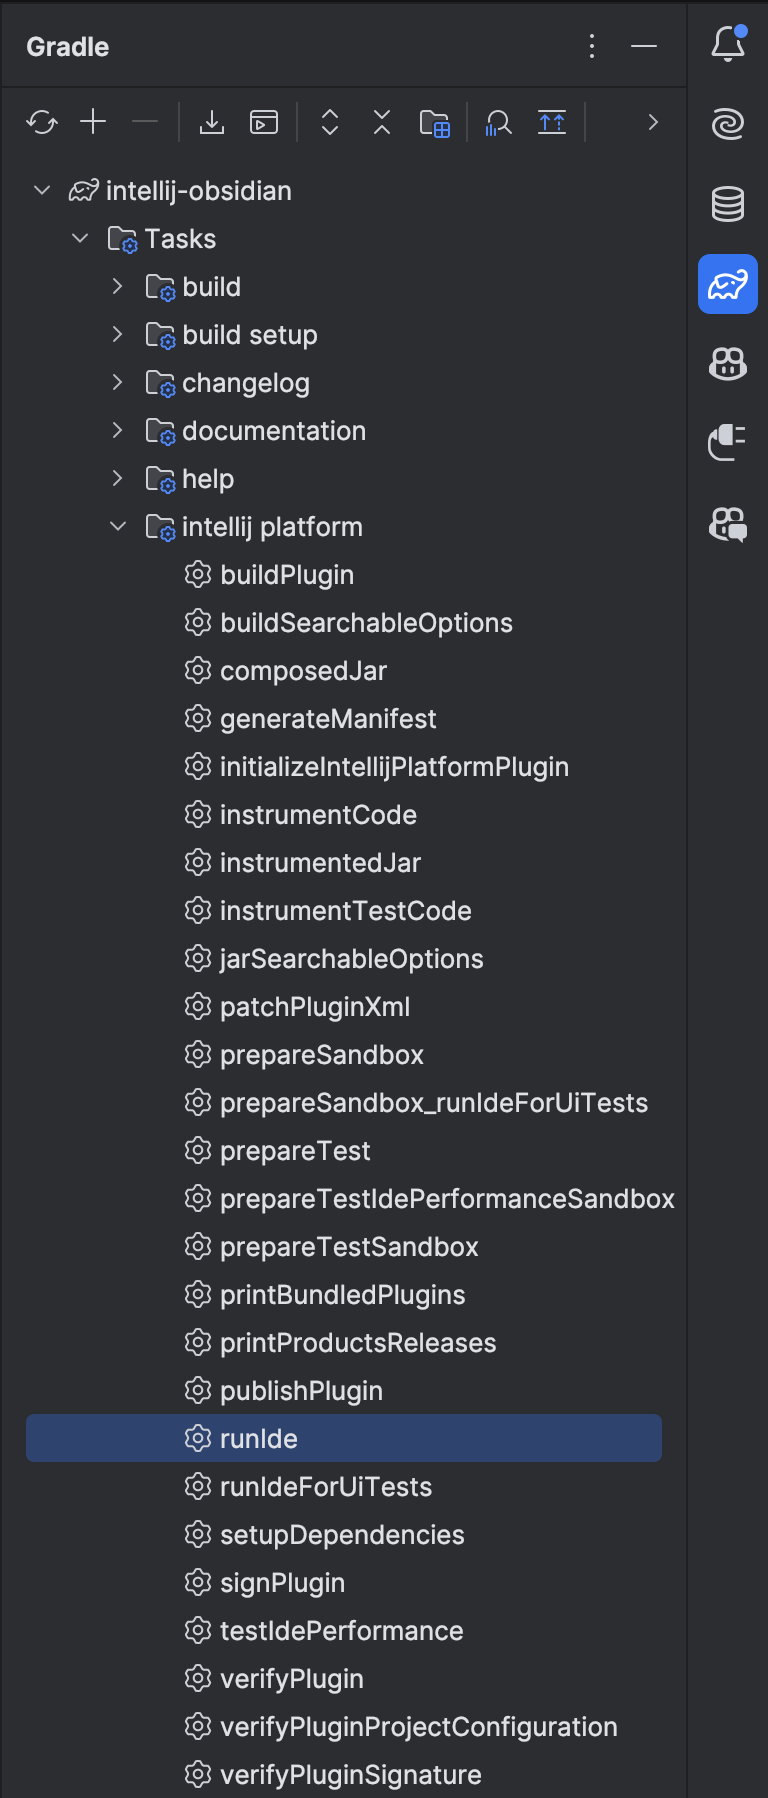 Gradle
intellij-obsidian
Tasks
build
build setup
changelog
documentation
help
intellij platform
buildPlugin
buildSearchableOptions
composedJar
generateManifest
initializeIntellijPlatformPlugin
instrumentCode
instrumentedJar
instrumentTestCode
jarSearchableOptions
patchPluginXml
prepareSandbox
prepareSandbox_runIdeForUiTests
prepareTest
prepareTestIdePerformanceSandbox
prepareTestSandbox
printBundledPlugins
printProductsReleases
publishPlugin
runIde
runIdeForUiTests
setupDependencies
signPlugin
testIdePerformance
verifyPlugin
verifyPluginProjectConfiguration
verifyPluginSignature